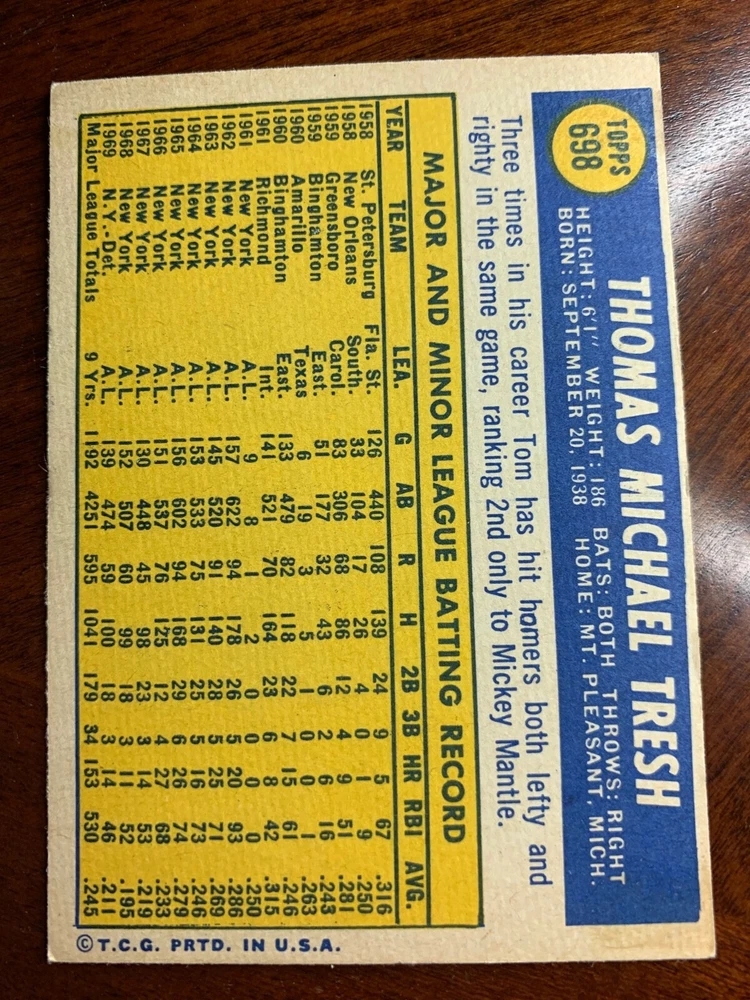 TOPPS
698
THOMAS MICHAEL TRESH
HEIGHT: 6'1" WEIGHT: 186 BATS: BOTH THROWS: RIGHT
BORN: SEPTEMBER 20, 1938 HOME: MT. PLEASANT, MICH.
Three times in his career Tom has hit homers both lefty and
righty in the same game, ranking 2nd only to Mickey Mantle.
MAJOR AND MINOR LEAGUE BATTING RECORD
YEAR TEAM LEA. G AB R H 2B 3B HR RBI AVG.
1958 St. Petersburg Fla. St. 126 440 108 139 24 9 5 67 .316
1958 New Orleans South. 33 104 17 26 4 0 1 9 .250
1959 Greensboro Carol. 83 306 68 86 12 4 9 51 .281
1959 Binghamton East. 51 177 32 43 6 2 6 16 .243
1960 Amarillo Texas 6 19 3 5 1 0 0 .263
1960 Binghamton East. 133 479 82 118 22 7 15 61 .246
1961 Richmond Int. 141 521 70 164 23 6 8 42 .315
1961 New York A.L. 9 8 1 2 0 0 0 0 .250
1962 New York A.L. 157 622 94 178 26 5 20 93 .286
1963 New York A.L. 145 520 91 140 28 5 25 71 .269
1964 New York A.L. 153 533 75 131 25 5 16 73 .246
1965 New York A.L. 156 602 94 168 29 6 26 74 .279
1966 New York A.L. 151 537 76 125 12 4 27 68 .233
1967 New York A.L. 130 448 45 98 23 3 14 53 .219
1968 New York A.L. 152 507 60 99 18 3 11 52 .195
1969 N.Y.-Det. A.L. 139 474 59 100 18 3 14 46 .211
Major League Totals 9 Yrs. 1192 4251 595 1041 179 34 153 530 .245
© T.C.G. PRTD. IN U.S.A.